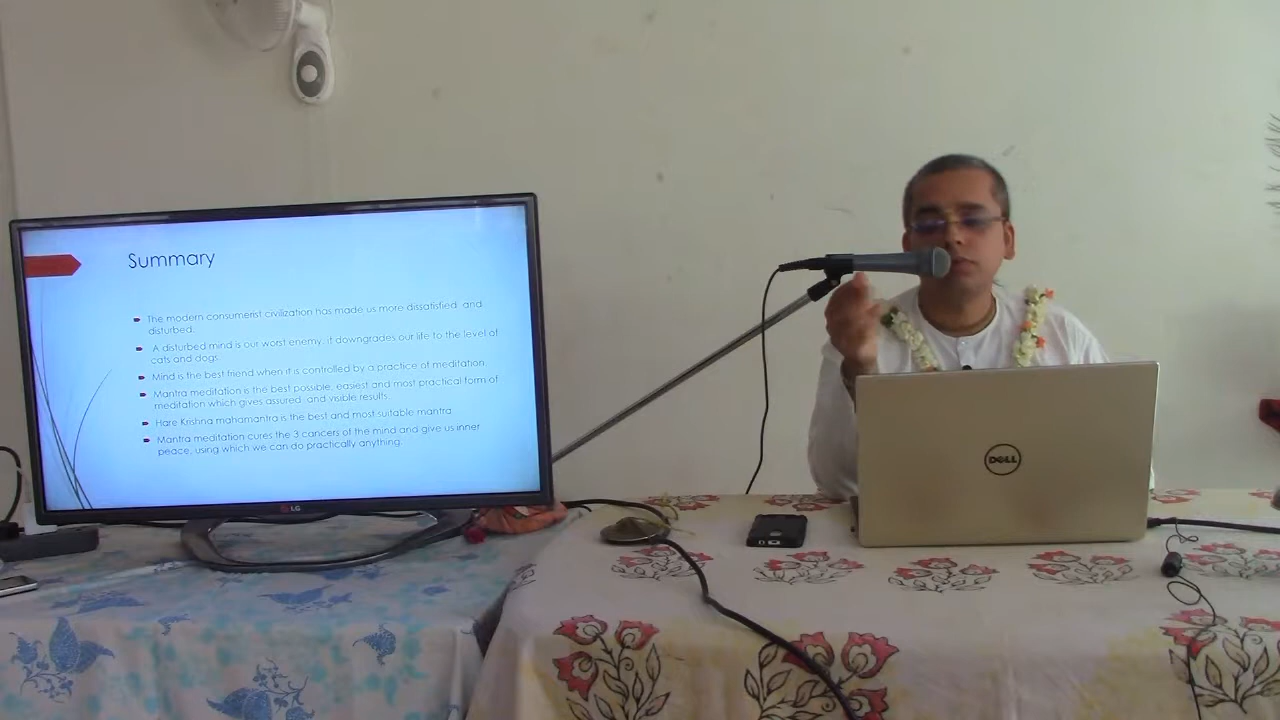 Summary
The modern consumerist civilization has made us more dissatisfied and
disturbed.
A disturbed mind is our worst enemy, it downgrades our life to the level of
cats and dogs.
Mind is the best friend when it is controlled by a practice of meditation
Mantra meditation is the best possible, easiest and most practical form of
meditation which gives assured and visible results.
Hare Krishna mahamantra is the best and most suitable mantra
Mantra meditation cures the 3 cancers of the mind and give us inner
peace, using which we can do practically anything.
LG
DELL